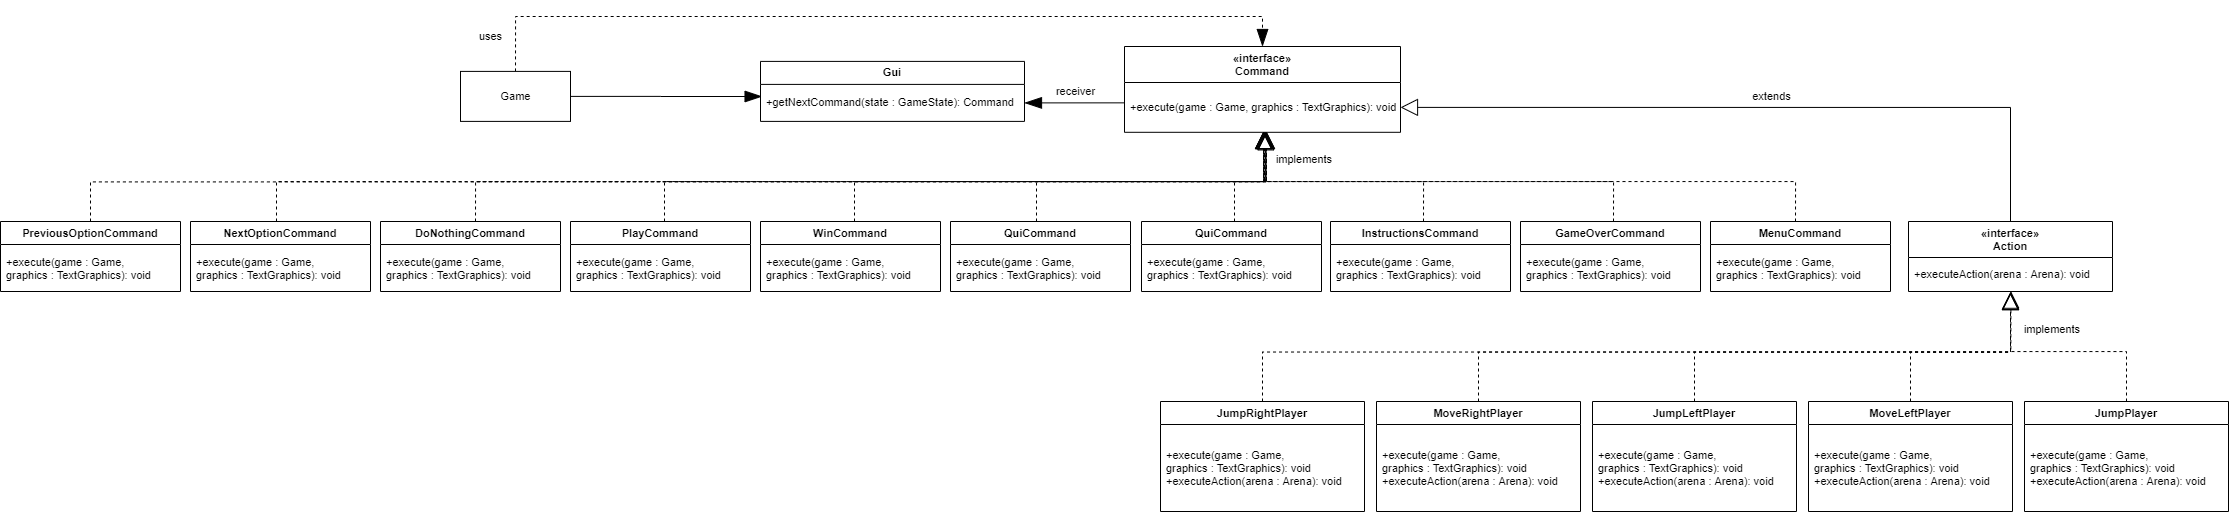 uses
Game
Gui
+getNextCommand(state : GameState): Command
receiver
«interface»
Command
+execute(game : Game, graphics : TextGraphics): void
extends
implements
PreviousOptionCommand
+execute(game : Game,
graphics : TextGraphics): void
NextOptionCommand
+execute(game : Game,
graphics : TextGraphics): void
DoNothingCommand
+execute(game : Game,
graphics : TextGraphics): void
PlayCommand
+execute(game : Game,
graphics : TextGraphics): void
WinCommand
+execute(game : Game,
graphics : TextGraphics): void
QuiCommand
+execute(game : Game,
graphics : TextGraphics): void
QuiCommand
+execute(game : Game,
graphics : TextGraphics): void
InstructionsCommand
+execute(game : Game,
graphics : TextGraphics): void
GameOverCommand
+execute(game : Game,
graphics : TextGraphics): void
MenuCommand
+execute(game : Game,
graphics : TextGraphics): void
«interface»
Action
+executeAction(arena : Arena): void
implements
JumpRightPlayer
+execute(game : Game,
graphics : TextGraphics): void
+executeAction(arena : Arena): void
MoveRightPlayer
+execute(game : Game,
graphics : TextGraphics): void
+executeAction(arena : Arena): void
JumpLeftPlayer
+execute(game : Game,
graphics : TextGraphics): void
+executeAction(arena : Arena): void
MoveLeftPlayer
+execute(game : Game,
graphics : TextGraphics): void
+executeAction(arena : Arena): void
JumpPlayer
+execute(game : Game,
graphics : TextGraphics): void
+executeAction(arena : Arena): void